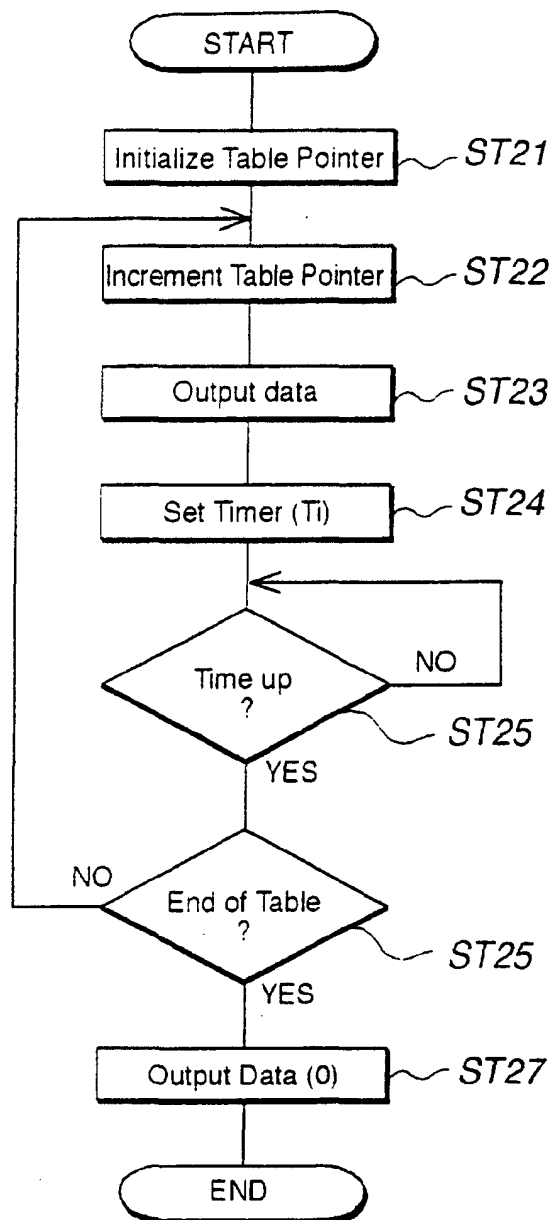 START
Initialize Table Pointer
ST21
Increment Table Pointer
ST22
Output data
ST23
Set Timer (Ti)
ST24
Time up
?
NO
ST25
YES
NO
End of Table
?
ST25
YES
Output Data (0)
ST27
END